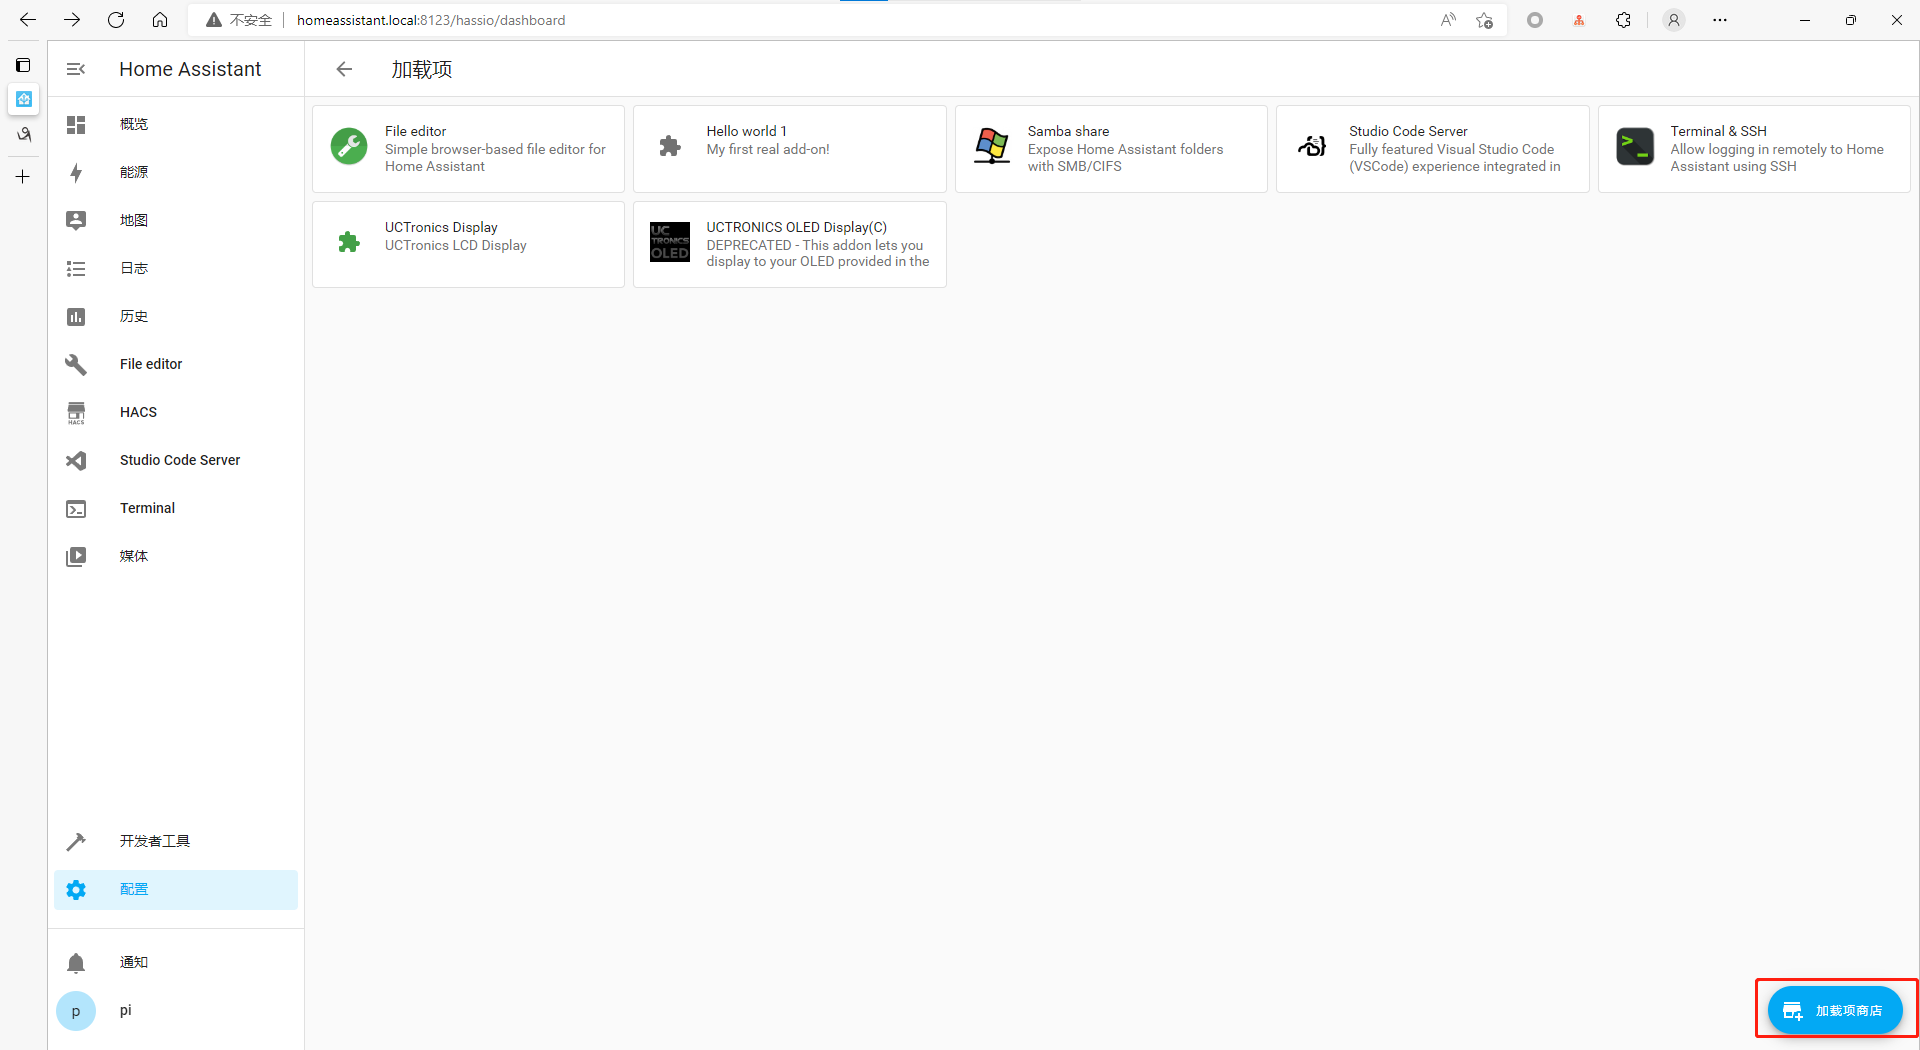 不安全
homeassistant.local:8123/hassio/dashboard
Home Assistant
加载项
概览
能源
地图
日志
历史
File editor
HACS
HACS
Studio Code Server
Terminal
媒体
开发者工具
配置
通知
p
pi
File editor
Simple browser-based file editor for
Home Assistant
Hello world 1
My first real add-on!
Samba share
Expose Home Assistant folders
with SMB/CIFS
Studio Code Server
Fully featured Visual Studio Code
(VSCode) experience integrated in
Terminal & SSH
Allow logging in remotely to Home
Assistant using SSH
UCTronics Display
UCTronics LCD Display
UC
TRONICS
OLED
UCTRONICS OLED Display(C)
DEPRECATED - This addon lets you
display to your OLED provided in the
加载项商店